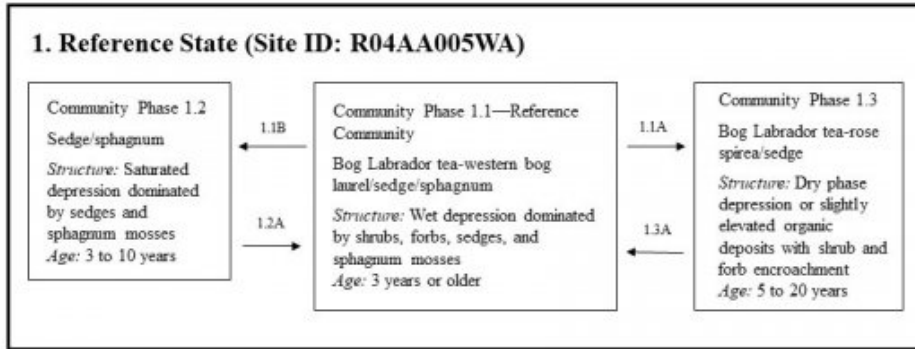 1. Reference State (Site ID: R04AA005WA)
Community Phase 1.2
Sedge/sphagnum
Structure: Saturated
depression dominated
by sedges and
sphagnum mosses
Age: 3 to 10 years
1.1B
1.2A
Community Phase 1.1—Reference
Community
Bog Labrador tea-western bog
laurel/sedge/sphagnum
Structure: Wet depression dominated
by shrubs, forbs, sedges, and
sphagnum mosses
Age: 3 years or older
1.1A
1.3A
Community Phase 1.3
Bog Labrador tea-rose
spirea/sedge
Structure: Dry phase
depression or slightly
elevated organic
deposits with shrub and
forb encroachment
Age: 5 to 20 years